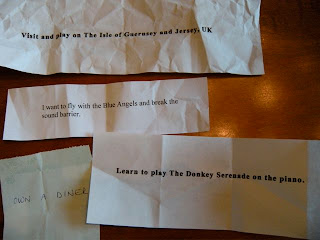 Visit and play on The Isle of Guernsey and Jersey, UK
I want to fly with the Blue Angels and break the
sound barrier.
Learn to play The Donkey Serenade on the piano.
OWN A DINER